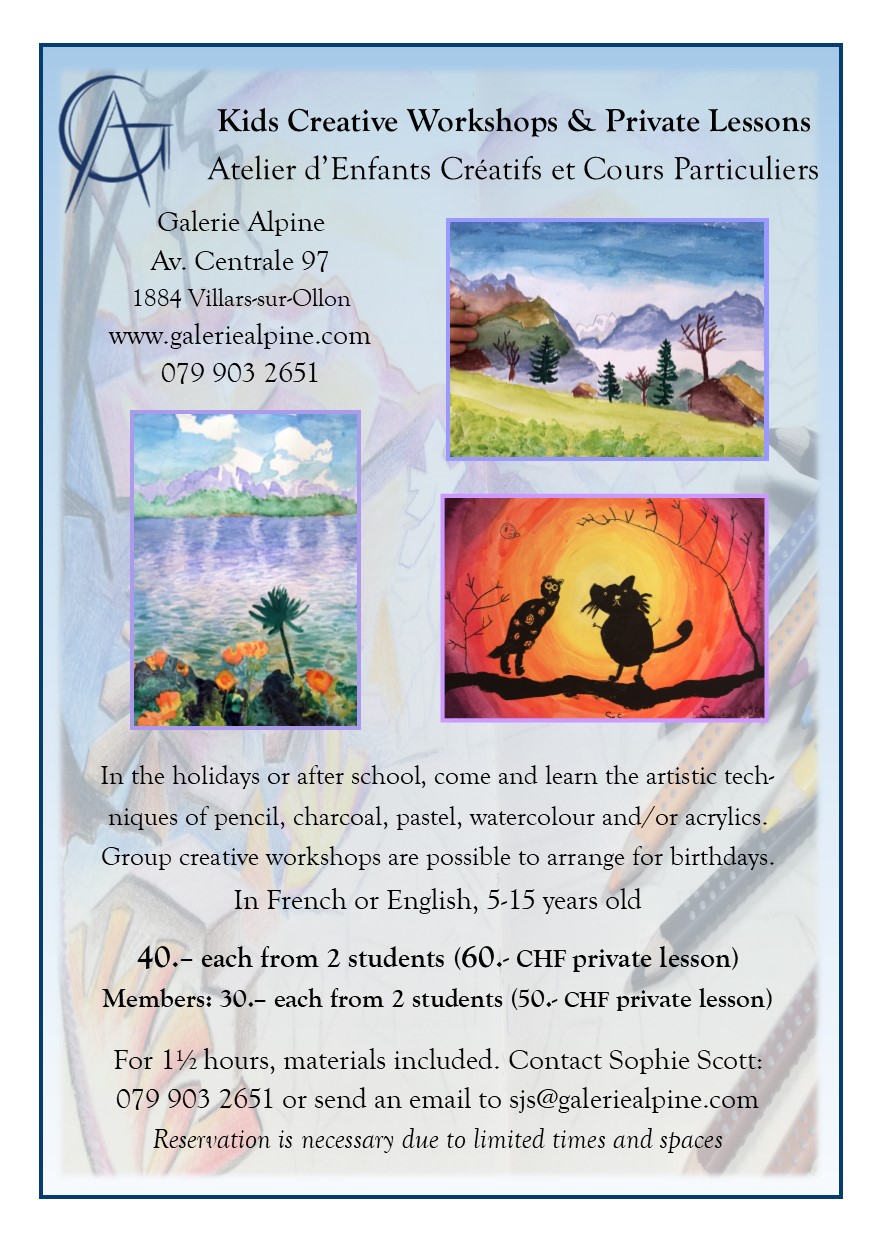 Kids Creative Workshops & Private Lessons
Atelier d'Enfants Créatifs et Cours Particuliers
Galerie Alpine
Av. Centrale 97
1884 Villars-sur-Ollon
www.galeriealpine.com
079 903 2651
In the holidays or after school, come and learn the artistic tech-
niques of pencil, charcoal, pastel, watercolour and/or acrylics.
Group creative workshops are possible to arrange for birthdays.
In French or English, 5-15 years old
40.– each from 2 students (60.- CHF private lesson)
Members: 30.– each from 2 students (50.- CHF private lesson)
For 1½ hours, materials included. Contact Sophie Scott:
079 903 2651 or send an email to sjs@galeriealpine.com
Reservation is necessary due to limited times and spaces